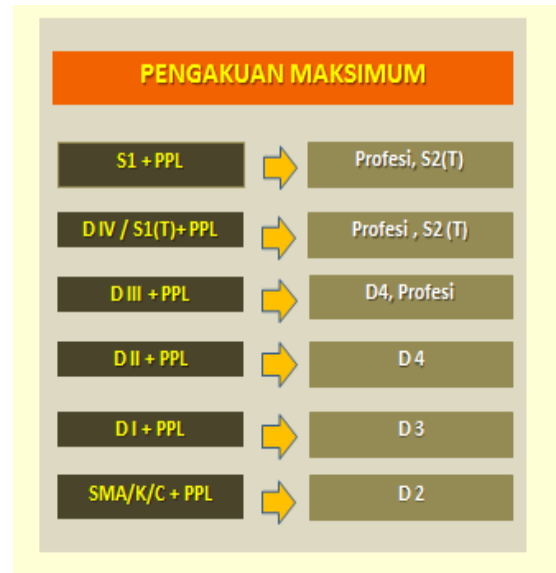 PENGAKUAN MAKSIMUM
S1 + PPL
Profesi, S2(T)
D IV / S1(T)+ PPL
Profesi , S2 (T)
D III + PPL
D4, Profesi
D II + PPL
D 4
D I + PPL
D 3
SMA/K/C + PPL
D 2